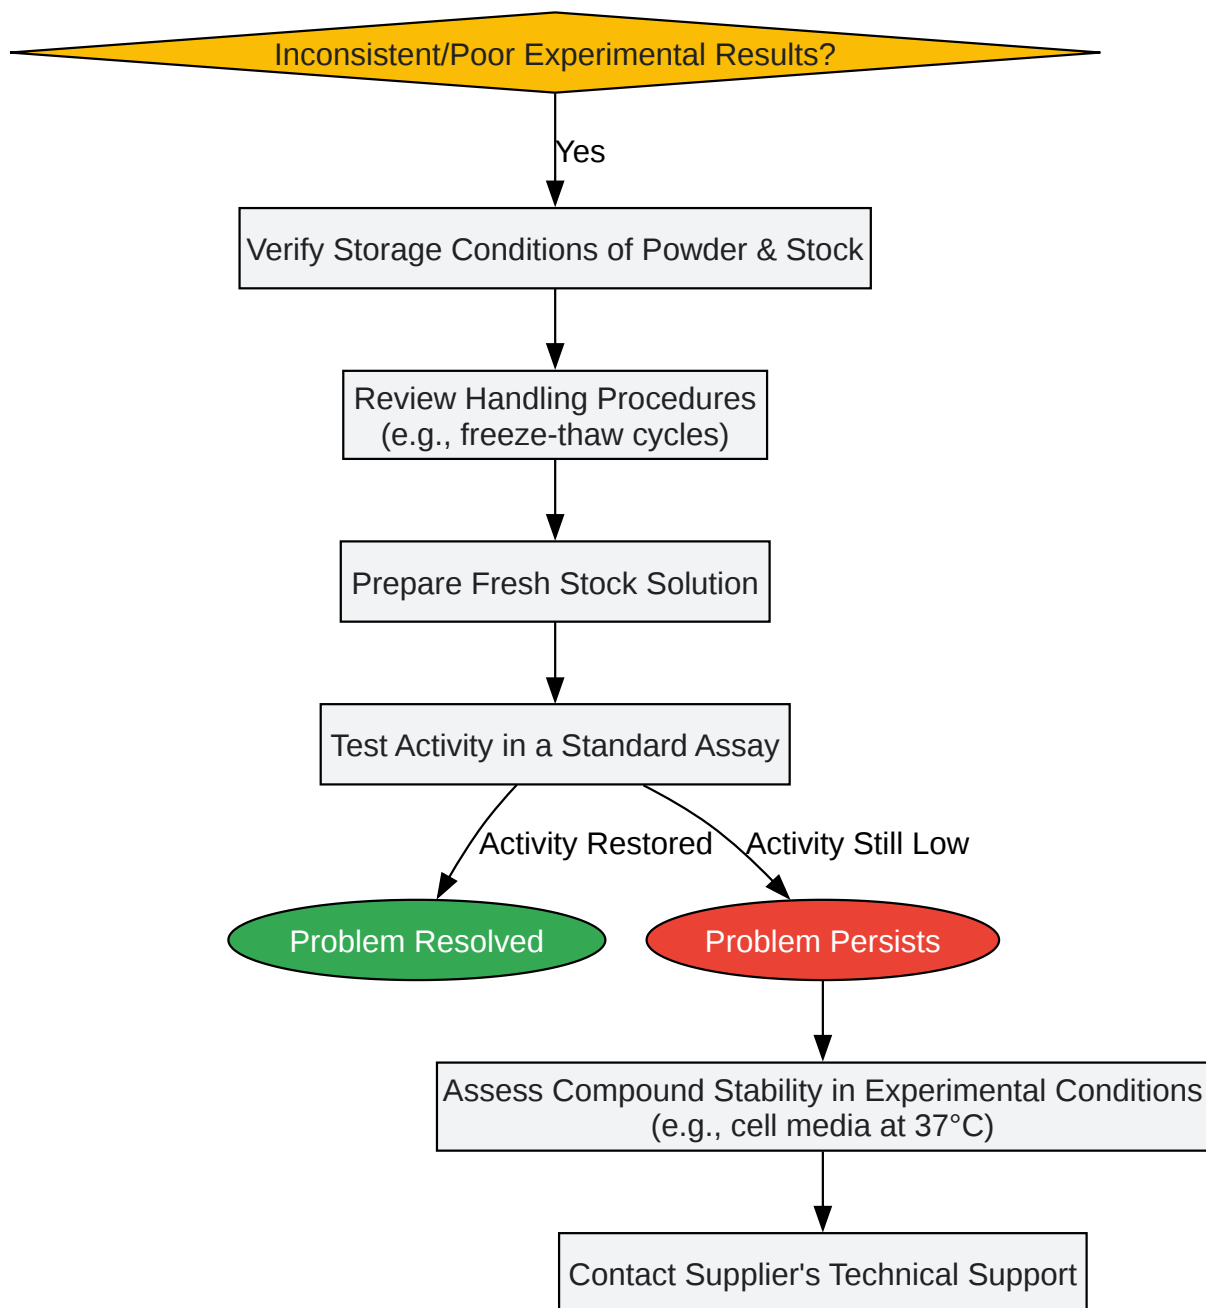 Inconsistent/Poor Experimental Results?
Yes
Verify Storage Conditions of Powder & Stock
Review Handling Procedures
(e.g., freeze-thaw cycles)
Prepare Fresh Stock Solution
Test Activity in a Standard Assay
Activity Restored
Activity Still Low
Problem Resolved
Problem Persists
Assess Compound Stability in Experimental Conditions
(e.g., cell media at 37°C)
Contact Supplier's Technical Support